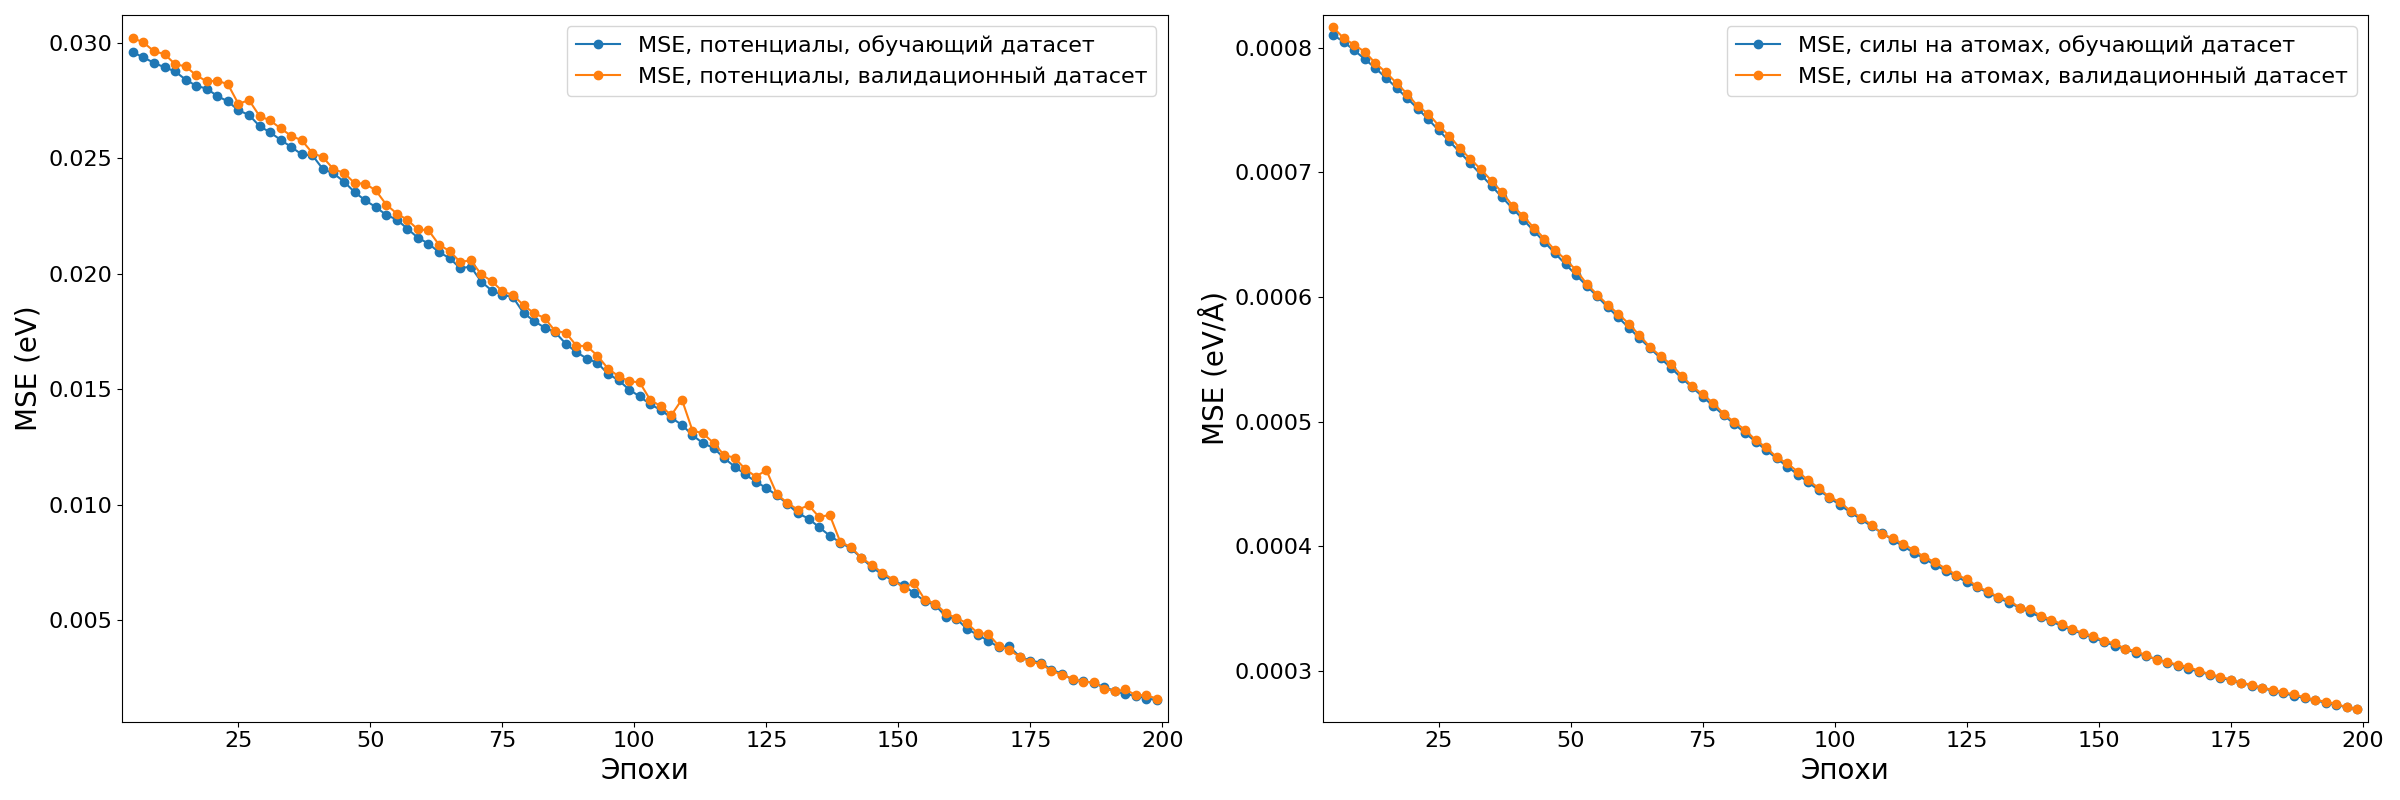 MSE, потенциалы, обучающий датасет
MSE, потенциалы, валидационный датасет
0.030
0.025
0.020
0.015
0.010
0.005
MSE (eV)
25 50 75 100 125 150 175 200
Эпохи
MSE, силы на атомах, обучающий датасет
MSE, силы на атомах, валидационный датасет
0.0008
0.0007
0.0006
0.0005
0.0004
0.0003
MSE (eV/Å)
25 50 75 100 125 150 175 200
Эпохи